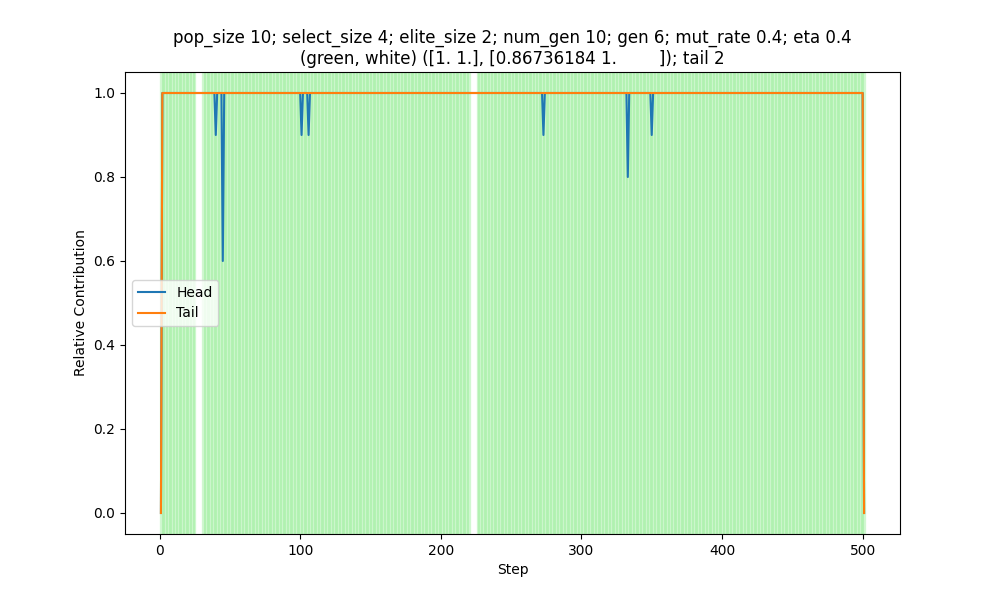 pop_size 10; select_size 4; elite_size 2; num_gen 10; gen 6; mut_rate 0.4; eta 0.4
(green, white) ([1. 1.], [0.86736184 1.         ]); tail 2
1.0
0.8
0.6
0.4
0.2
0.0
Relative Contribution
Head
Tail
0
100
200
300
400
500
Step